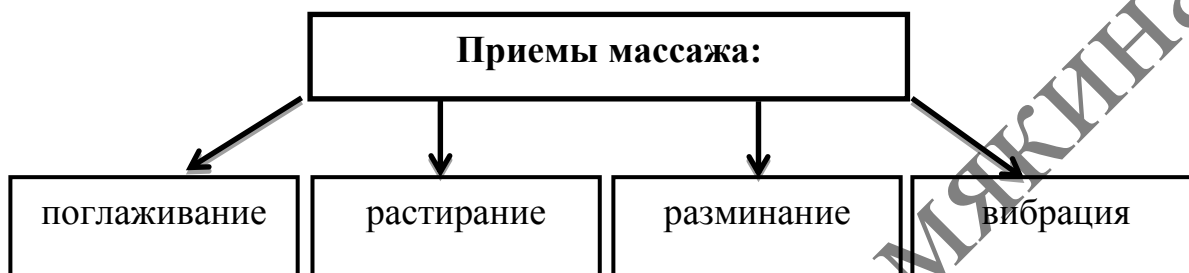 Приемы массажа:
поглаживание
растирание
разминание
вибрация